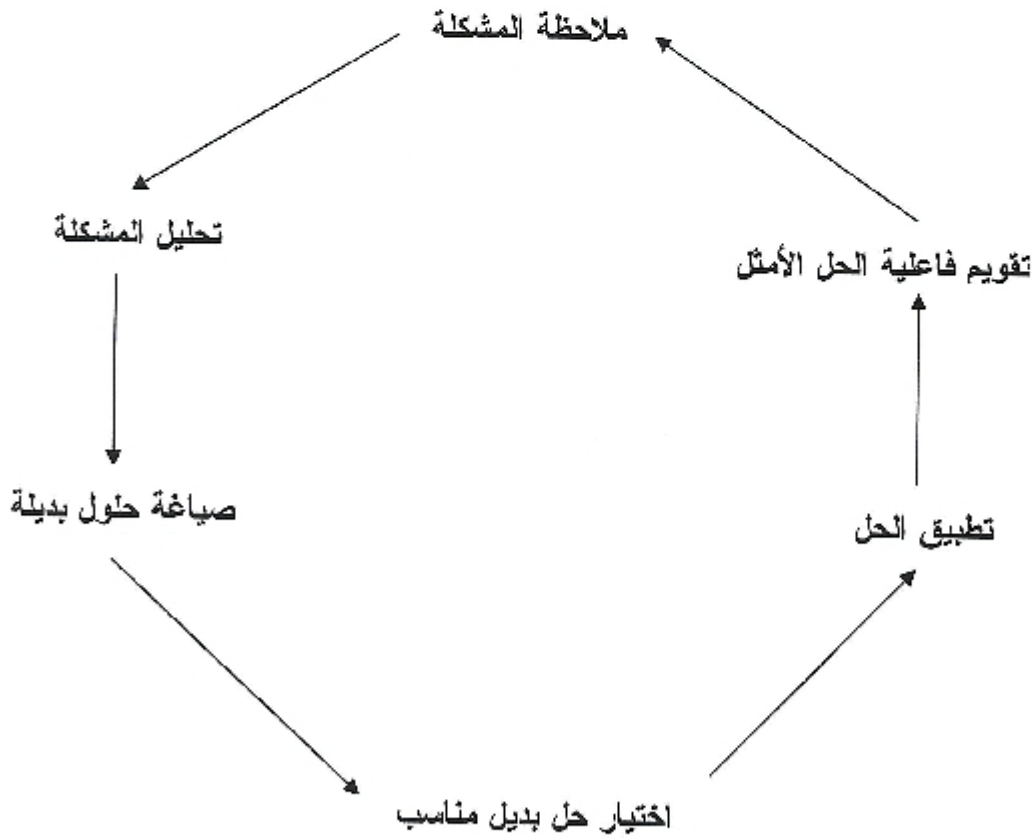 ملاحظة المشكلة
تحليل المشكلة
صياغة حلول بديلة
اختيار حل بديل مناسب
تطبيق الحل
تقويم فاعلية الحل الأمثل